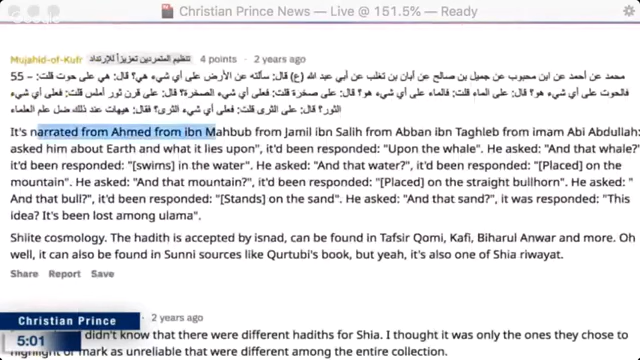 Christian Prince News — Live @ 151.5% — Ready
Mujahid-of-Kufr تنظيم المتمردين تعزيزاً للإرتداد 4 points · 2 years ago
55 – محمد عن أحمد عن ابن محبوب عن جميل بن صالح عن أبان بن تغلب عن أبي عبد الله (ع) قال: سألته عن الأرض على أي شيء هي؟ قال: هي على حوت قلت:
فالحوت على أي شيء هو؟ قال: على الماء قلت: فالماء على أي شيء هو؟ قال: على صخرة قلت: فعلى أي شيء الصخرة؟ قال: على قرن ثور أملس قلت: فعلى أي شيء
الثور؟ قال: على الثرى قلت: فعلى أي شيء الثرى؟ فقال: هيهات عند ذلك ضل علم العلماء
It's narrated from Ahmed from ibn Mahbub from Jamil ibn Salih from Abban ibn Taghleb from imam Abi Abdullah:
asked him about Earth and what it lies upon", it'd been responded: "Upon the whale". He asked: "And that whale?"
it'd been responded: "[swims] in the water". He asked: "And that water?", it'd been responded: "[Placed] on the
mountain". He asked: "And that mountain?", it'd been responded: "[Placed] on the straight bullhorn". He asked: "
And that bull?", it'd been responded: "[Stands] on the sand". He asked: "And that sand?", it was responded: "This
idea? It's been lost among ulama".
Shiite cosmology. The hadith is accepted by isnad, can be found in Tafsir Qomi, Kafi, Biharul Anwar and more. Oh
well, it can also be found in Sunni sources like Qurtubi's book, but yeah, it's also one of Shia riwayat.
Share Report Save
· 2 years ago
Christian Prince
didn't know that there were different hadiths for Shia. I thought it was only the ones they chose to
5:01
highlight or mark as unreliable that were different among the entire collection.